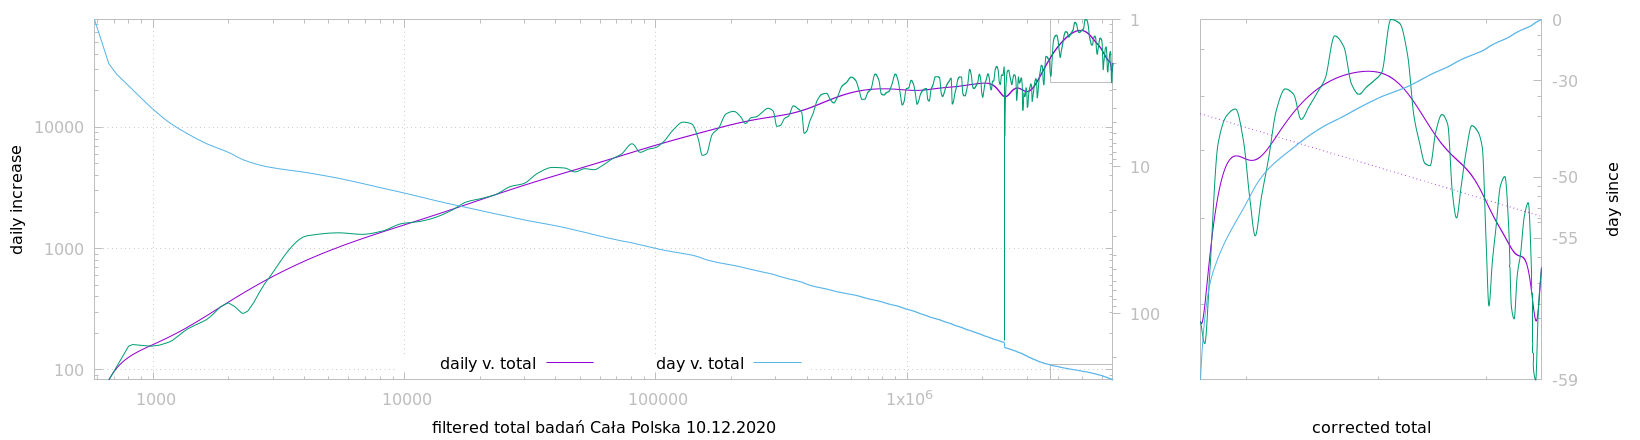 daily increase
10000
1000
100
1000
10000
100000
1x10⁶
filtered total badań Cała Polska 10.12.2020
daily v. total
day v. total
1
10
100
0
-30
-50
-55
-59
day since
corrected total